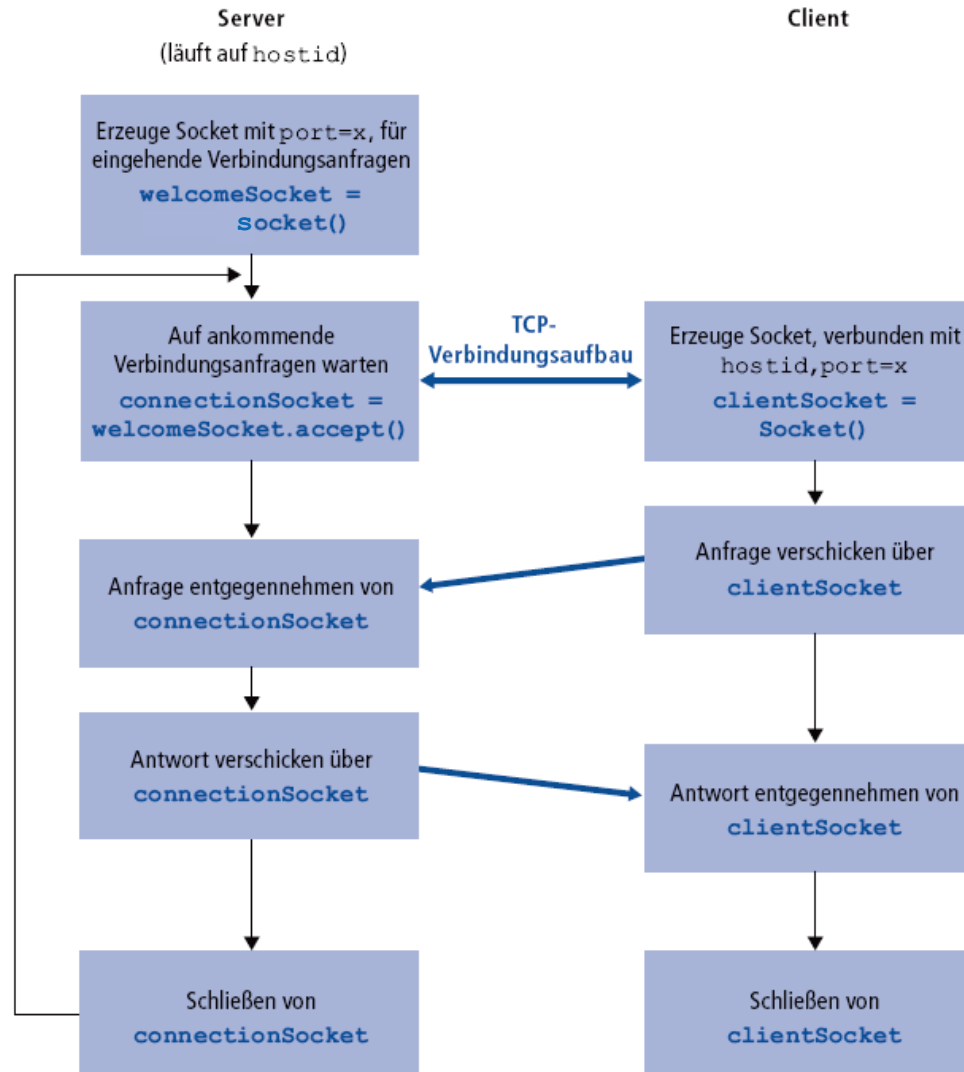 Server
(läuft auf hostid)
Client
Erzeuge Socket mit port=x, für
eingehende Verbindungsanfragen
welcomeSocket =
socket()
Auf ankommende
Verbindungsanfragen warten
connectionSocket =
welcomeSocket.accept()
TCP-
Verbindungsaufbau
Erzeuge Socket, verbunden mit
hostid,port=x
clientSocket =
Socket()
Anfrage verschicken über
clientSocket
Anfrage entgegennehmen von
connectionSocket
Antwort verschicken über
connectionSocket
Antwort entgegennehmen von
clientSocket
Schließen von
connectionSocket
Schließen von
clientSocket